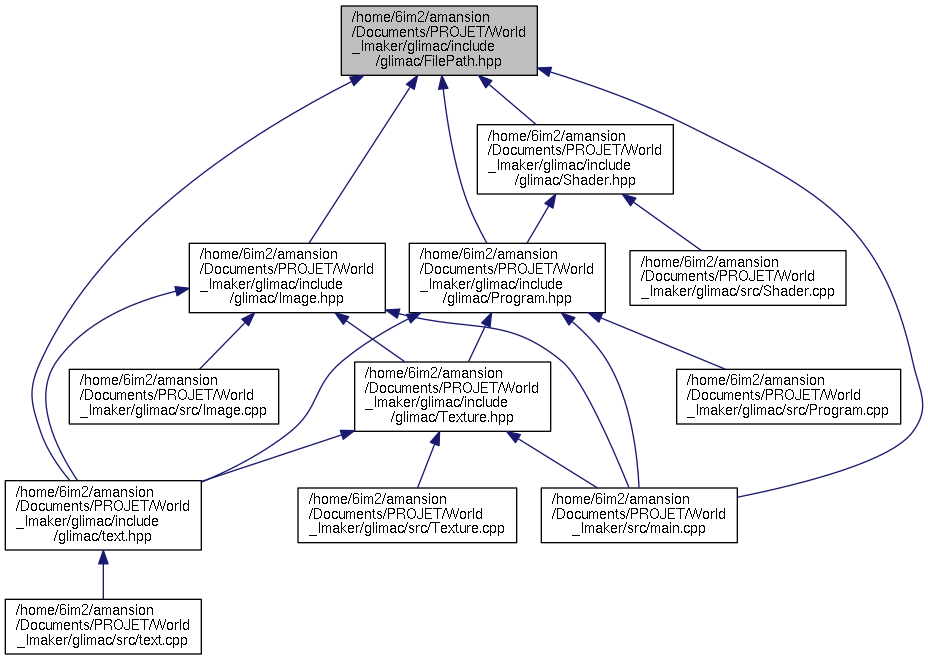 /home/6im2/amansion
/Documents/PROJET/World
_Imaker/glimac/include
/glimac/FilePath.hpp
/home/6im2/amansion
/Documents/PROJET/World
_Imaker/glimac/include
/glimac/Shader.hpp
/home/6im2/amansion
/Documents/PROJET/World
_Imaker/glimac/include
/glimac/Image.hpp
/home/6im2/amansion
/Documents/PROJET/World
_Imaker/glimac/include
/glimac/Program.hpp
/home/6im2/amansion
/Documents/PROJET/World
_Imaker/glimac/src/Shader.cpp
/home/6im2/amansion
/Documents/PROJET/World
_Imaker/glimac/src/Image.cpp
/home/6im2/amansion
/Documents/PROJET/World
_Imaker/glimac/include
/glimac/Texture.hpp
/home/6im2/amansion
/Documents/PROJET/World
_Imaker/glimac/src/Program.cpp
/home/6im2/amansion
/Documents/PROJET/World
_Imaker/glimac/include
/glimac/text.hpp
/home/6im2/amansion
/Documents/PROJET/World
_Imaker/glimac/src/Texture.cpp
/home/6im2/amansion
/Documents/PROJET/World
_Imaker/src/main.cpp
/home/6im2/amansion
/Documents/PROJET/World
_Imaker/glimac/src/text.cpp